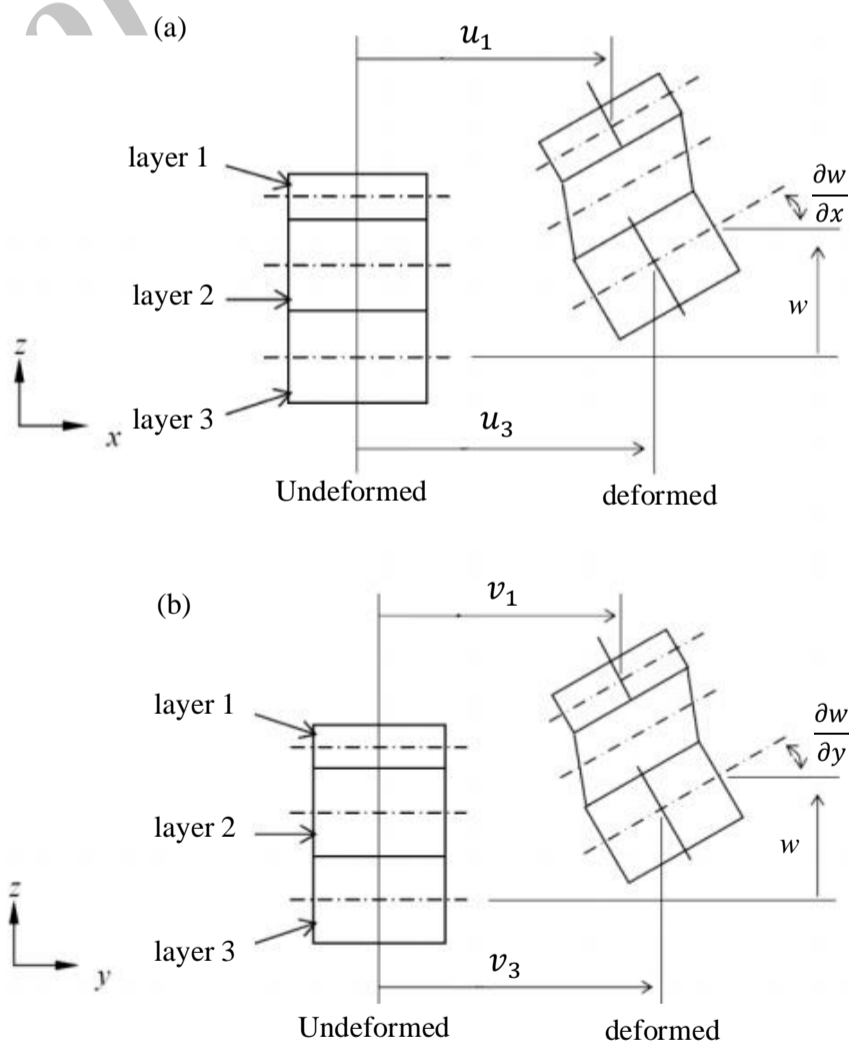 (a)
u₁
layer 1
∂w
∂x
layer 2
w
z
layer 3
x
u₃
Undeformed
deformed
(b)
v₁
layer 1
∂w
∂y
layer 2
w
z
layer 3
y
v₃
Undeformed
deformed